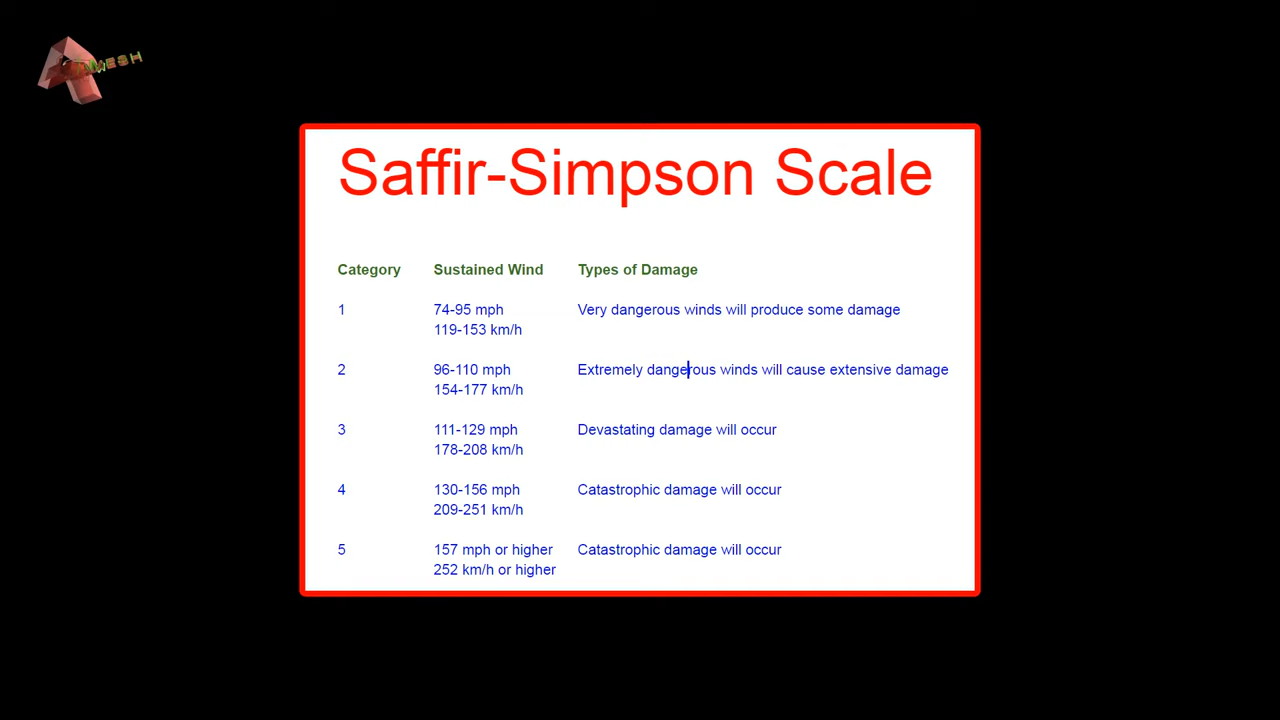 Saffir-Simpson Scale
Category Sustained Wind Types of Damage
1 74-95 mph Very dangerous winds will produce some damage
119-153 km/h
2 96-110 mph Extremely dangerous winds will cause extensive damage
154-177 km/h
3 111-129 mph Devastating damage will occur
178-208 km/h
4 130-156 mph Catastrophic damage will occur
209-251 km/h
5 157 mph or higher Catastrophic damage will occur
252 km/h or higher